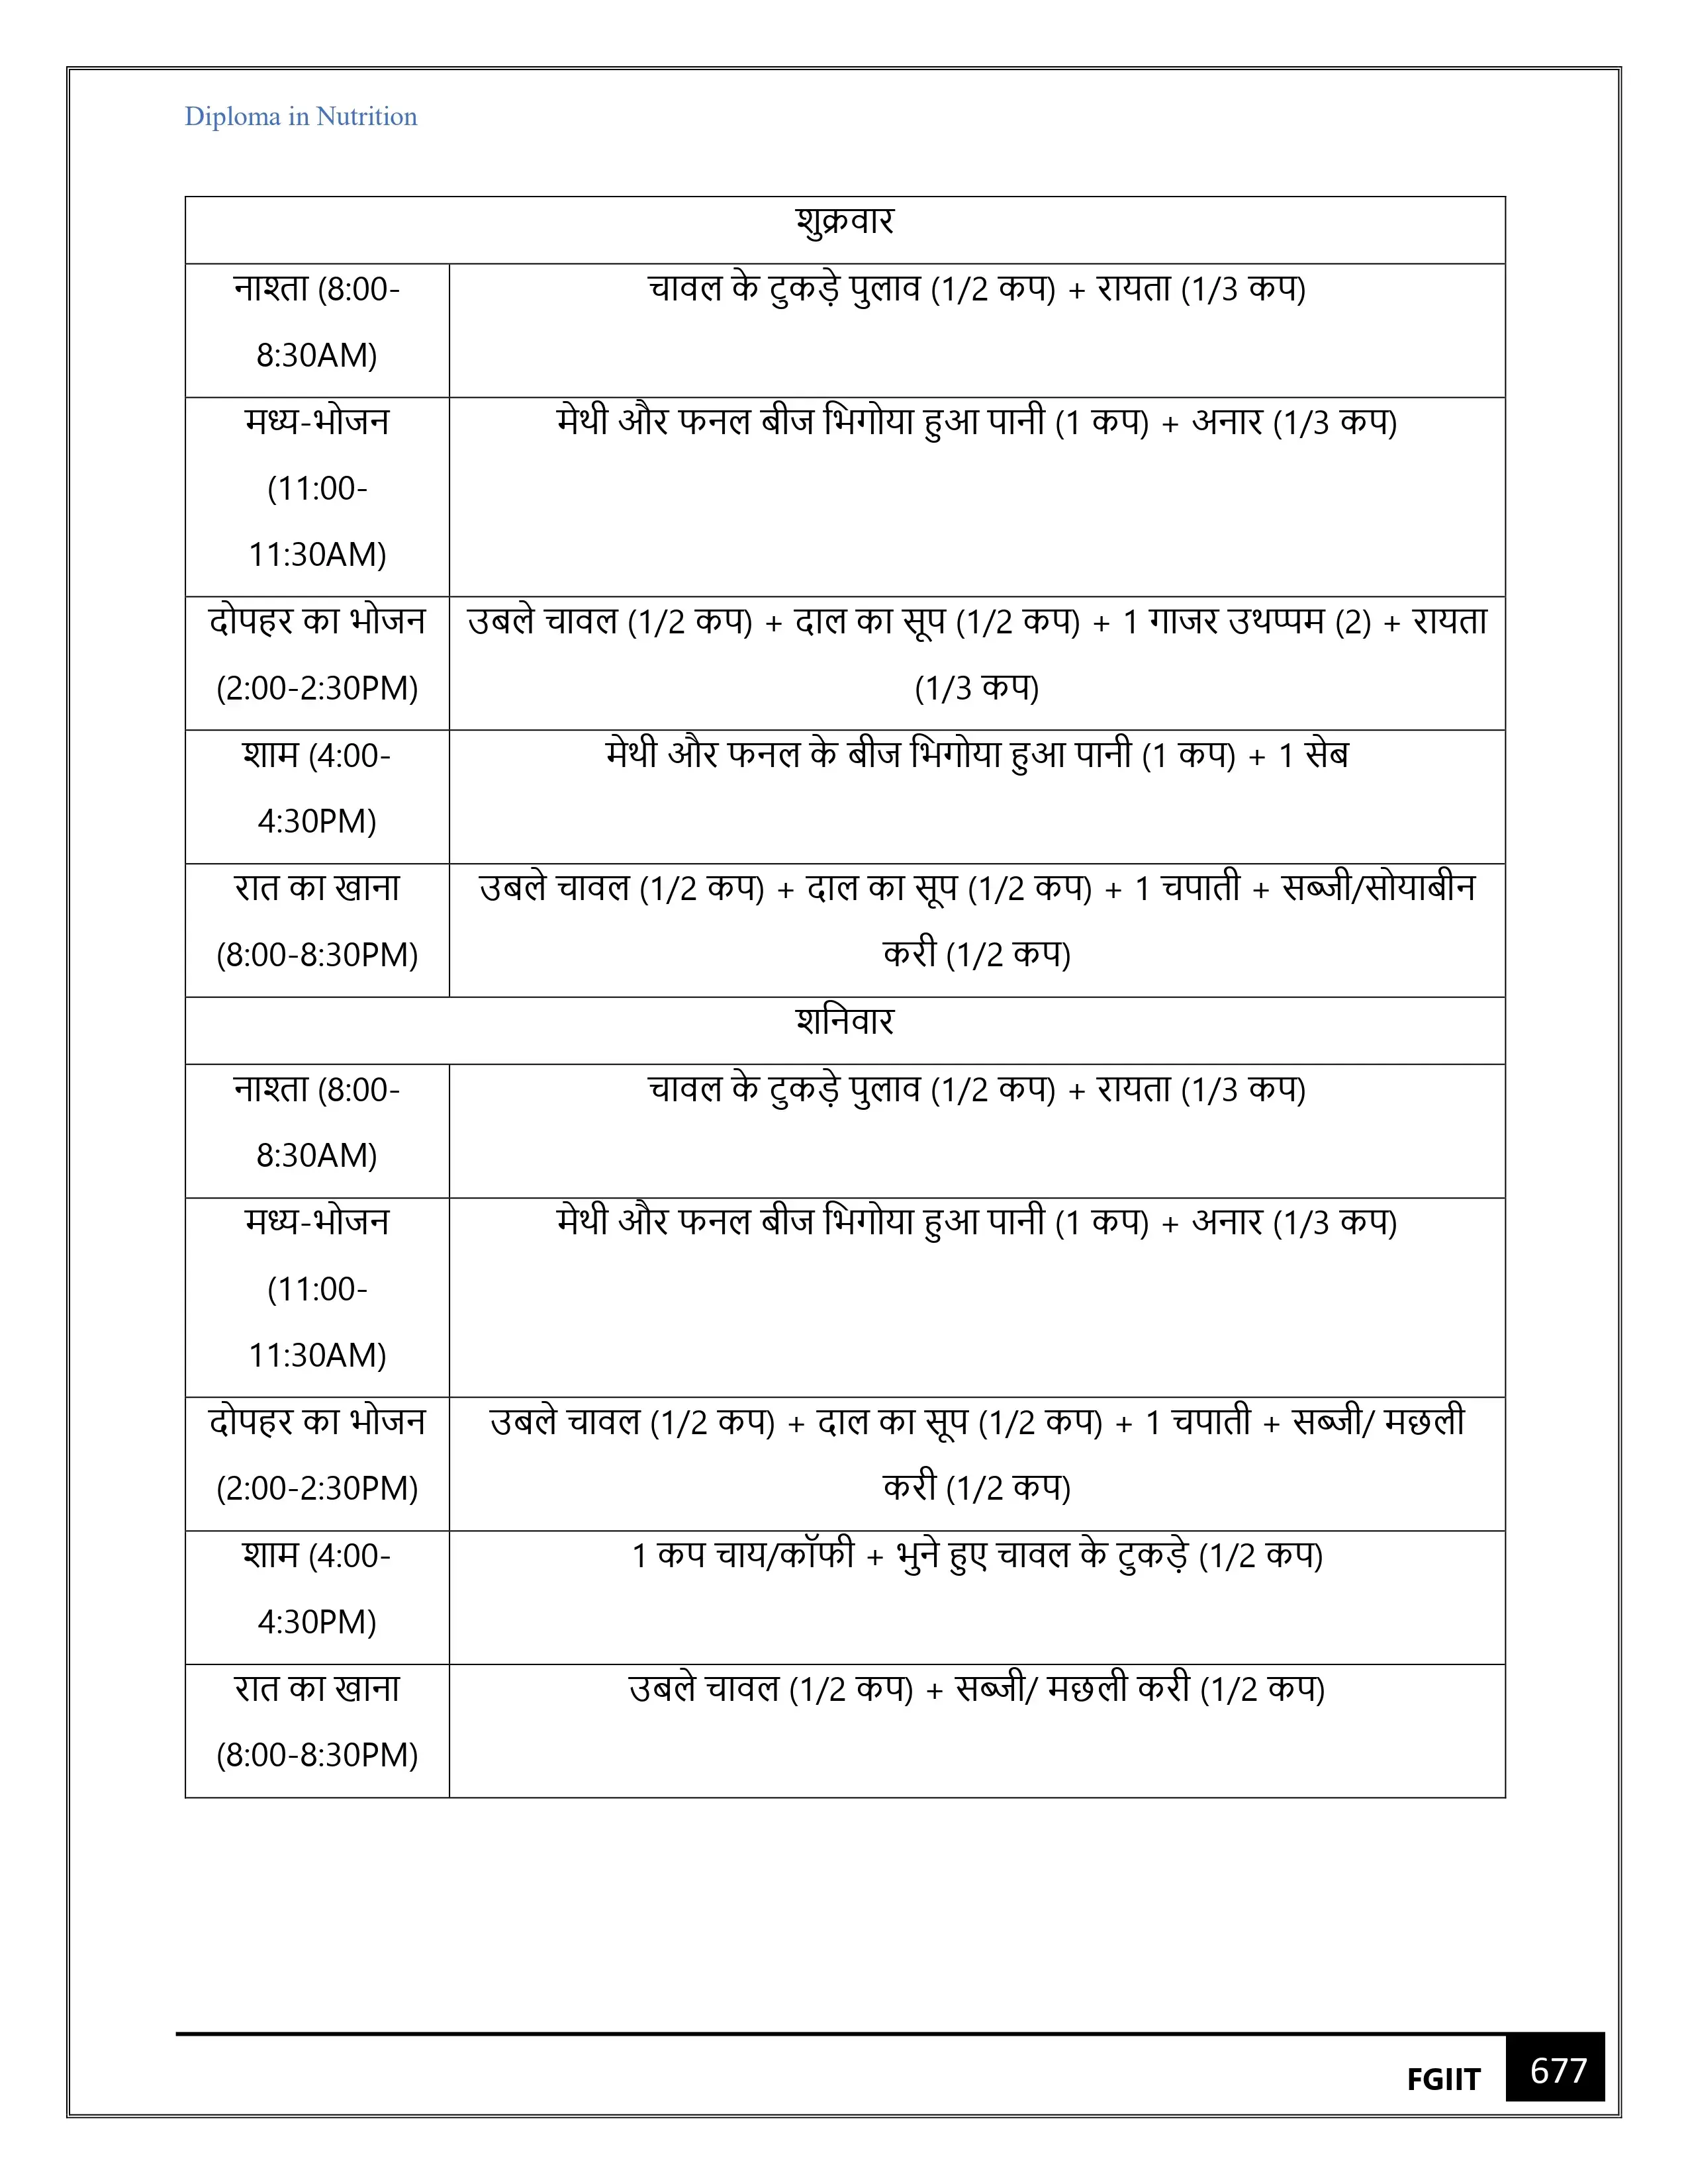 Diploma in Nutrition
शुक्रवार
नाश्ता (8:00-
8:30AM)
चावल के टुकड़े पुलाव (1/2 कप) + रायता (1/3 कप)
मध्य-भोजन
(11:00-
11:30AM)
मेथी और फनल बीज भिगोया हुआ पानी (1 कप) + अनार (1/3 कप)
दोपहर का भोजन
(2:00-2:30PM)
उबले चावल (1/2 कप) + दाल का सूप (1/2 कप) + 1 गाजर उथप्पम (2) + रायता
(1/3 कप)
शाम (4:00-
4:30PM)
मेथी और फनल के बीज भिगोया हुआ पानी (1 कप) + 1 सेब
रात का खाना
(8:00-8:30PM)
उबले चावल (1/2 कप) + दाल का सूप (1/2 कप) + 1 चपाती + सब्जी/सोयाबीन
करी (1/2 कप)
शनिवार
नाश्ता (8:00-
8:30AM)
चावल के टुकड़े पुलाव (1/2 कप) + रायता (1/3 कप)
मध्य-भोजन
(11:00-
11:30AM)
मेथी और फनल बीज भिगोया हुआ पानी (1 कप) + अनार (1/3 कप)
दोपहर का भोजन
(2:00-2:30PM)
उबले चावल (1/2 कप) + दाल का सूप (1/2 कप) + 1 चपाती + सब्जी/ मछली
करी (1/2 कप)
शाम (4:00-
4:30PM)
1 कप चाय/कॉफी + भुने हुए चावल के टुकड़े (1/2 कप)
रात का खाना
(8:00-8:30PM)
उबले चावल (1/2 कप) + सब्जी/ मछली करी (1/2 कप)
FGIIT 677